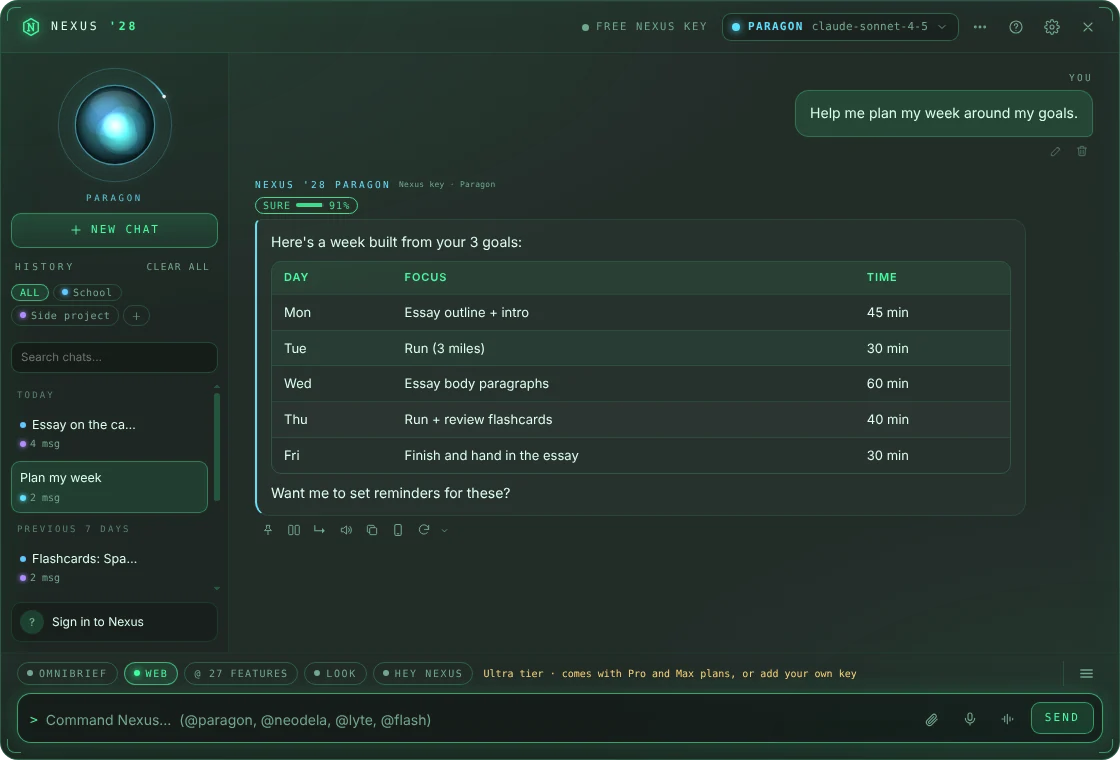 NEXUS '28
FREE NEXUS KEY
PARAGON claude-sonnet-4-5
YOU
Help me plan my week around my goals.
PARAGON
+ NEW CHAT
HISTORY CLEAR ALL
ALL School
Side project +
Search chats...
TODAY
Essay on the ca...
4 msg
Plan my week
2 msg
PREVIOUS 7 DAYS
Flashcards: Spa...
2 msg
? Sign in to Nexus
NEXUS '28 PARAGON Nexus key · Paragon
SURE 91%
Here's a week built from your 3 goals:
DAY FOCUS TIME
Mon Essay outline + intro 45 min
Tue Run (3 miles) 30 min
Wed Essay body paragraphs 60 min
Thu Run + review flashcards 40 min
Fri Finish and hand in the essay 30 min
Want me to set reminders for these?
OMNIBRIEF WEB @ 27 FEATURES LOOK HEY NEXUS Ultra tier · comes with Pro and Max plans, or add your own key
> Command Nexus... (@paragon, @neodela, @lyte, @flash) SEND